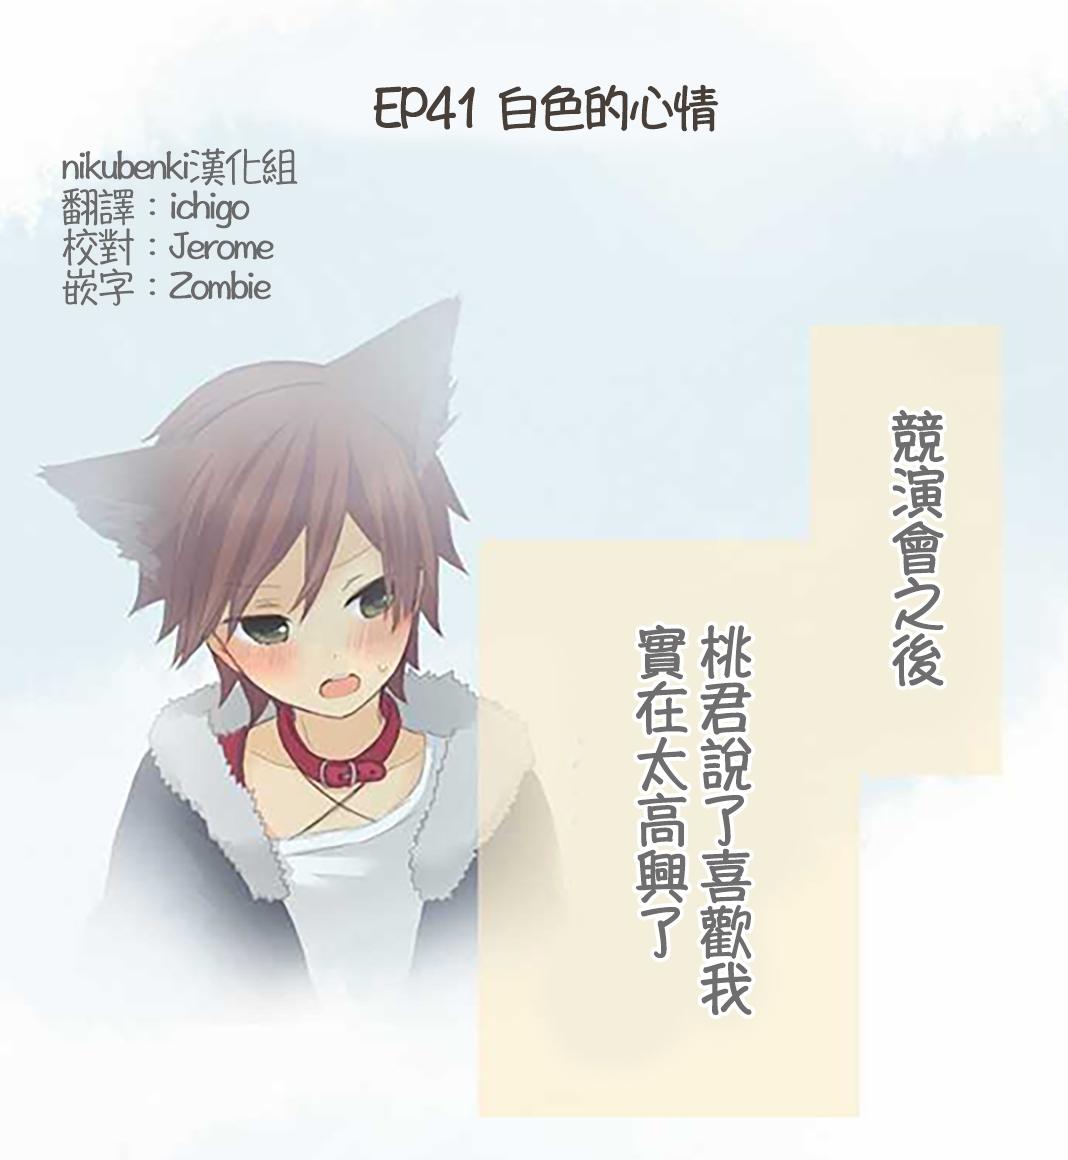 EP41 白色的心情
nikubenki漢化組
翻譯：ichigo
校對：Jerome
嵌字：Zombie
競演會之後
桃君說了喜歡我
實在太高興了